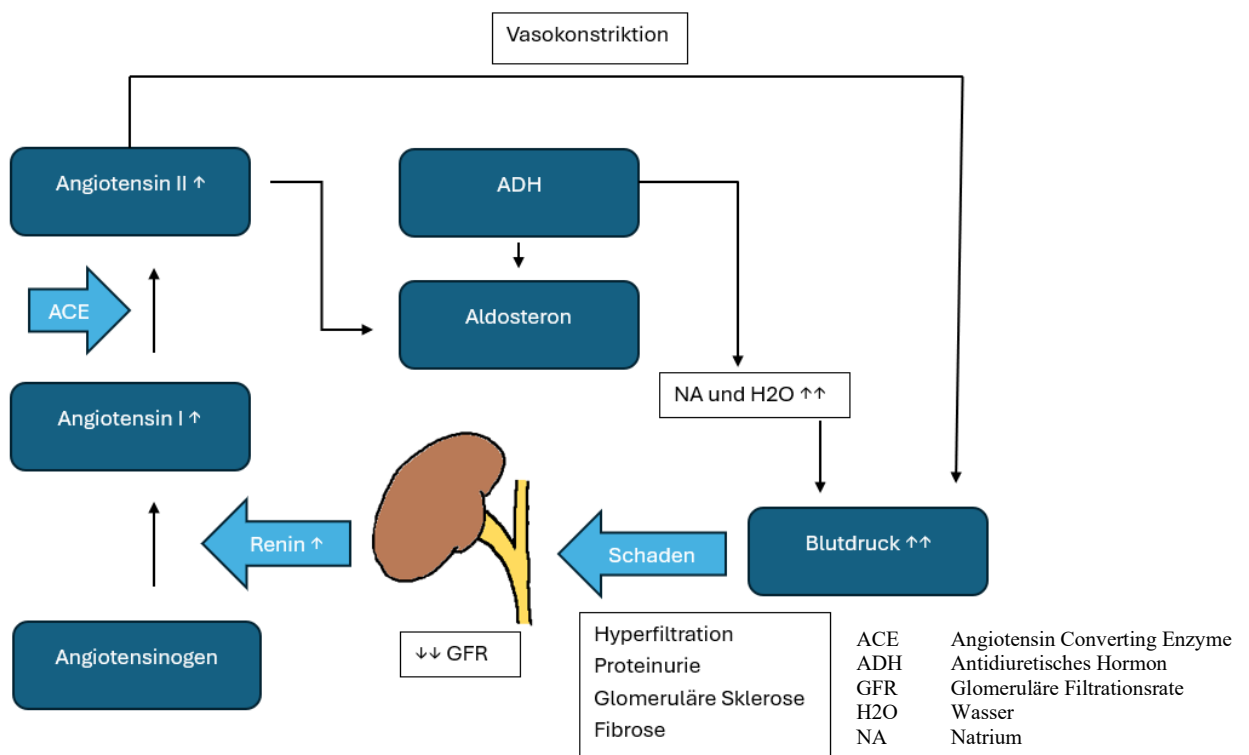 Vasokonstriktion
Angiotensin II ↑
ADH
ACE
Aldosteron
NA und H2O ↑↑
Angiotensin I ↑
Renin ↑
Schaden
Blutdruck ↑↑
Angiotensinogen
↓↓ GFR
Hyperfiltration
Proteinurie
Glomeruläre Sklerose
Fibrose
ACE Angiotensin Converting Enzyme
ADH Antidiuretisches Hormon
GFR Glomeruläre Filtrationsrate
H2O Wasser
NA Natrium